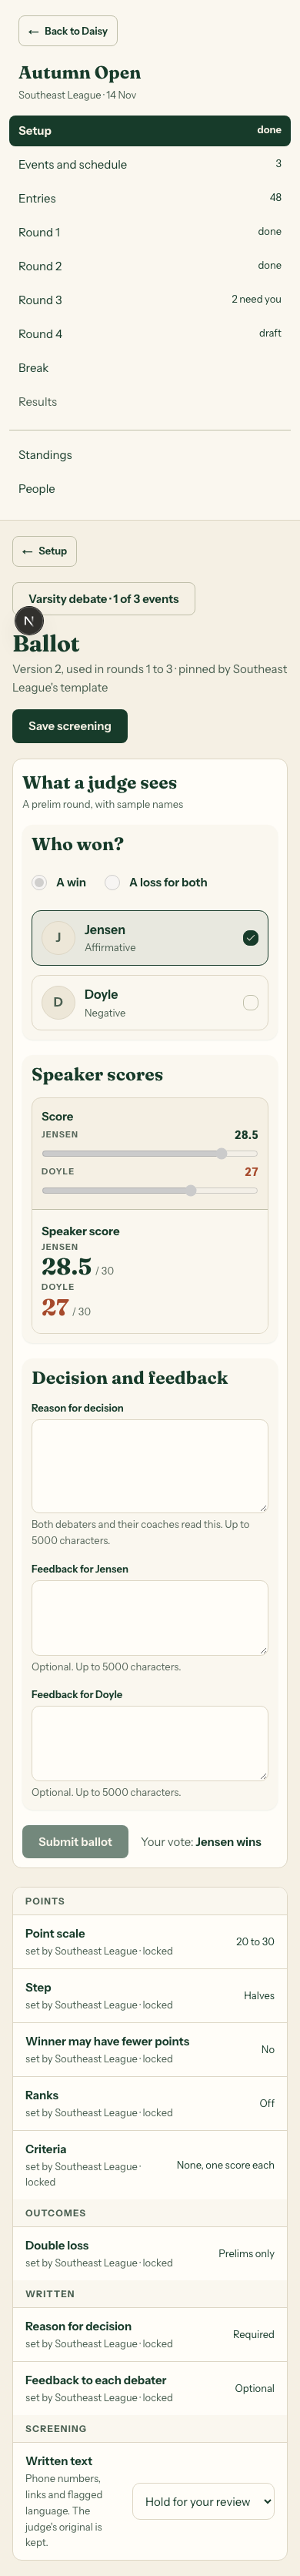 ← Back to Daisy
Autumn Open
Southeast League · 14 Nov
Setup done
Events and schedule 3
Entries 48
Round 1 done
Round 2 done
Round 3 2 need you
Round 4 draft
Break
Results
Standings
People
← Setup
Varsity debate · 1 of 3 events
N
Ballot
Version 2, used in rounds 1 to 3 · pinned by Southeast
League's template
Save screening
What a judge sees
A prelim round, with sample names
Who won?
A win A loss for both
J Jensen
Affirmative
D Doyle
Negative
Speaker scores
Score
JENSEN 28.5
DOYLE 27
Speaker score
JENSEN
28.5 / 30
DOYLE
27 / 30
Decision and feedback
Reason for decision
Both debaters and their coaches read this. Up to
5000 characters.
Feedback for Jensen
Optional. Up to 5000 characters.
Feedback for Doyle
Optional. Up to 5000 characters.
Submit ballot Your vote: Jensen wins
POINTS
Point scale 20 to 30
set by Southeast League · locked
Step Halves
set by Southeast League · locked
Winner may have fewer points No
set by Southeast League · locked
Ranks Off
set by Southeast League · locked
Criteria None, one score each
set by Southeast League ·
locked
OUTCOMES
Double loss Prelims only
set by Southeast League · locked
WRITTEN
Reason for decision Required
set by Southeast League · locked
Feedback to each debater Optional
set by Southeast League · locked
SCREENING
Written text
Phone numbers,
links and flagged Hold for your review
language. The
judge's original is
kept.